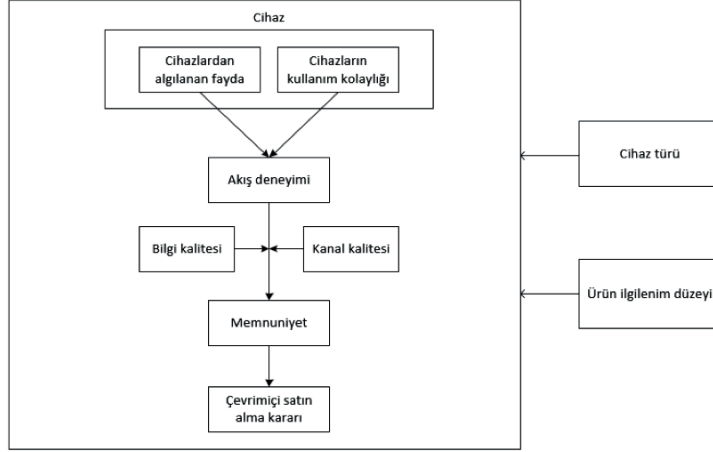 Cihaz
Cihazlardan
algılanan fayda
Cihazların
kullanım kolaylığı
Akış deneyimi
Bilgi kalitesi
Kanal kalitesi
Memnuniyet
Çevrimiçi satın
alma kararı
Cihaz türü
Ürün ilgilenim düzeyi